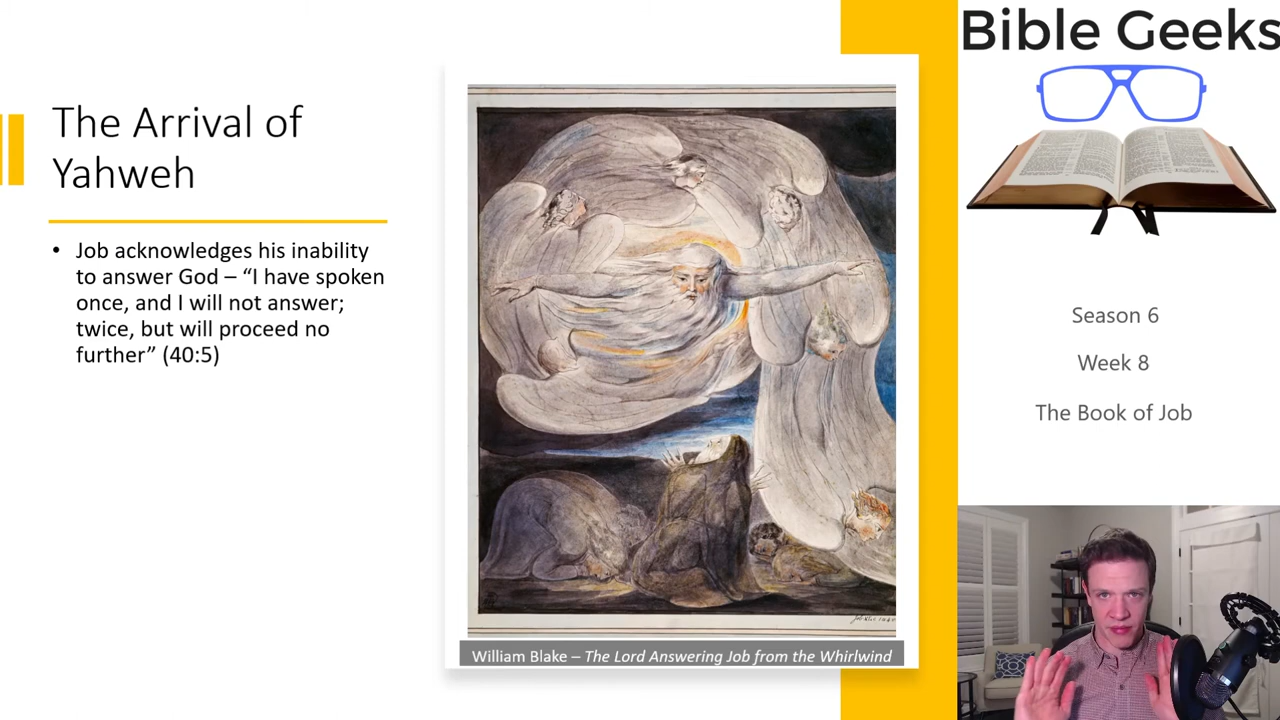 The Arrival of
Yahweh
• Job acknowledges his inability
to answer God – “I have spoken
once, and I will not answer;
twice, but will proceed no
further” (40:5)
William Blake – The Lord Answering Job from the Whirlwind
Bible Geeks
Season 6
Week 8
The Book of Job